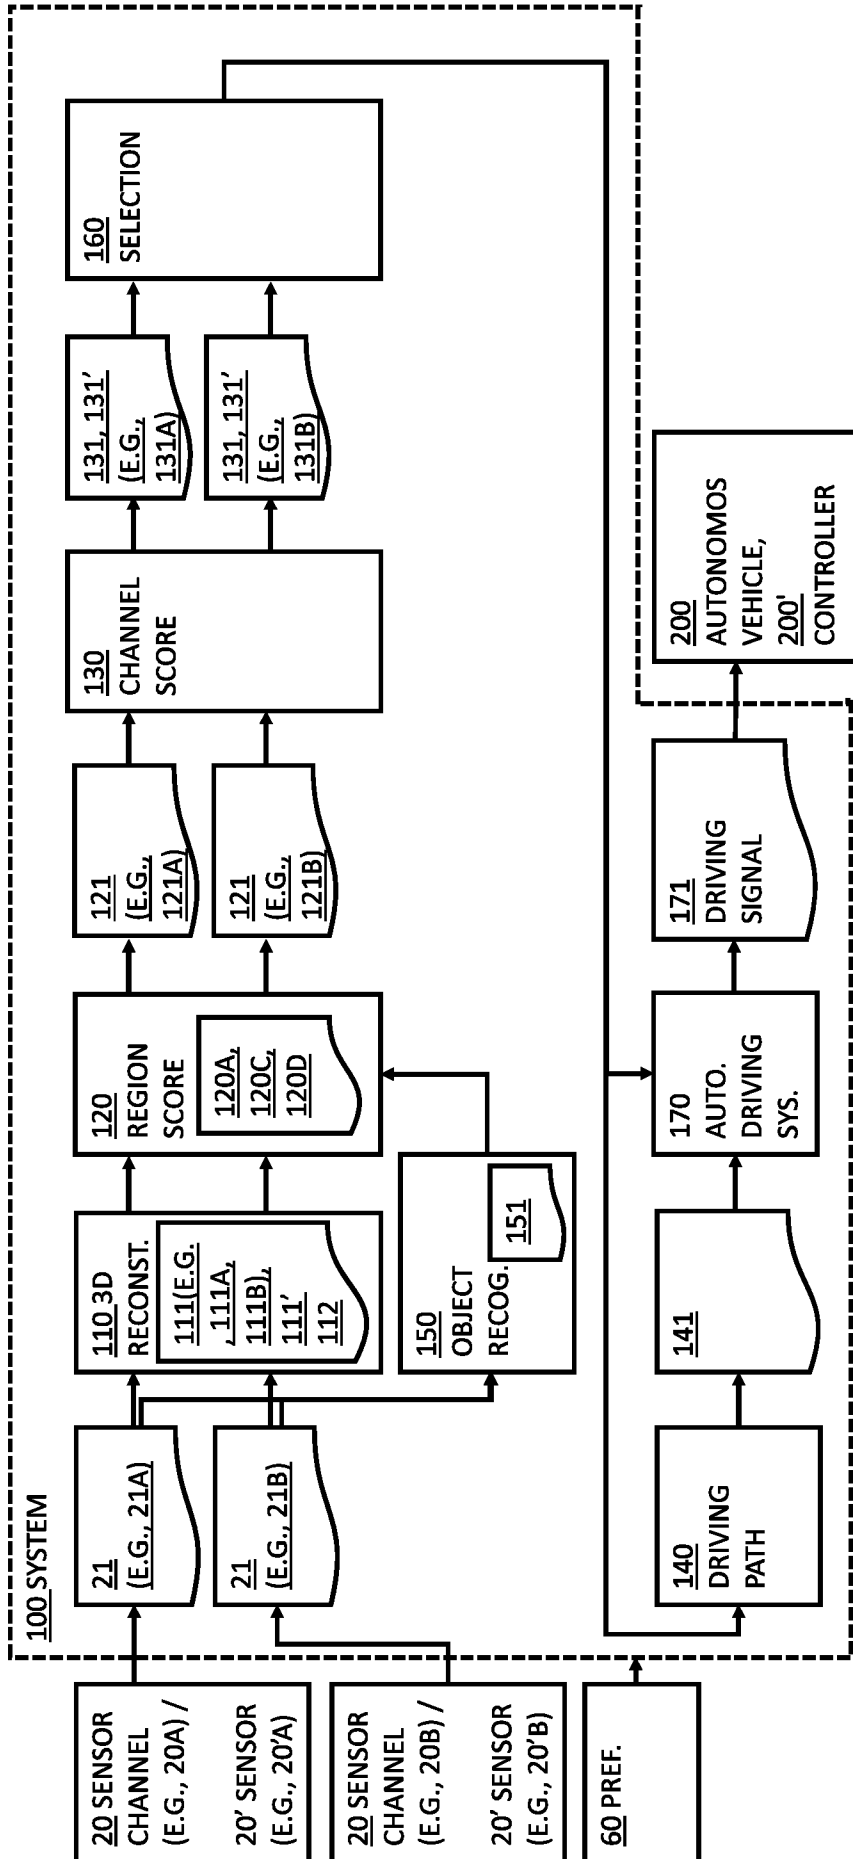 100 SYSTEM
20 SENSOR
CHANNEL
(E.G., 20A) /
20' SENSOR
(E.G., 20'A)
20 SENSOR
CHANNEL
(E.G., 20B) /
20' SENSOR
(E.G., 20'B)
60 PREF.
21
(E.G., 21A)
21
(E.G., 21B)
110 3D
RECONST.
111(E.G.
, 111A,
111B),
111'
112
150
OBJECT
RECOG.
151
120
REGION
SCORE
120A,
120C,
120D
121
(E.G.,
121A)
121
(E.G.,
121B)
130
CHANNEL
SCORE
131, 131'
(E.G.,
131A)
131, 131'
(E.G.,
131B)
160
SELECTION
140
DRIVING
PATH
141
170
AUTO.
DRIVING
SYS.
171
DRIVING
SIGNAL
200
AUTONOMOS
VEHICLE,
200'
CONTROLLER